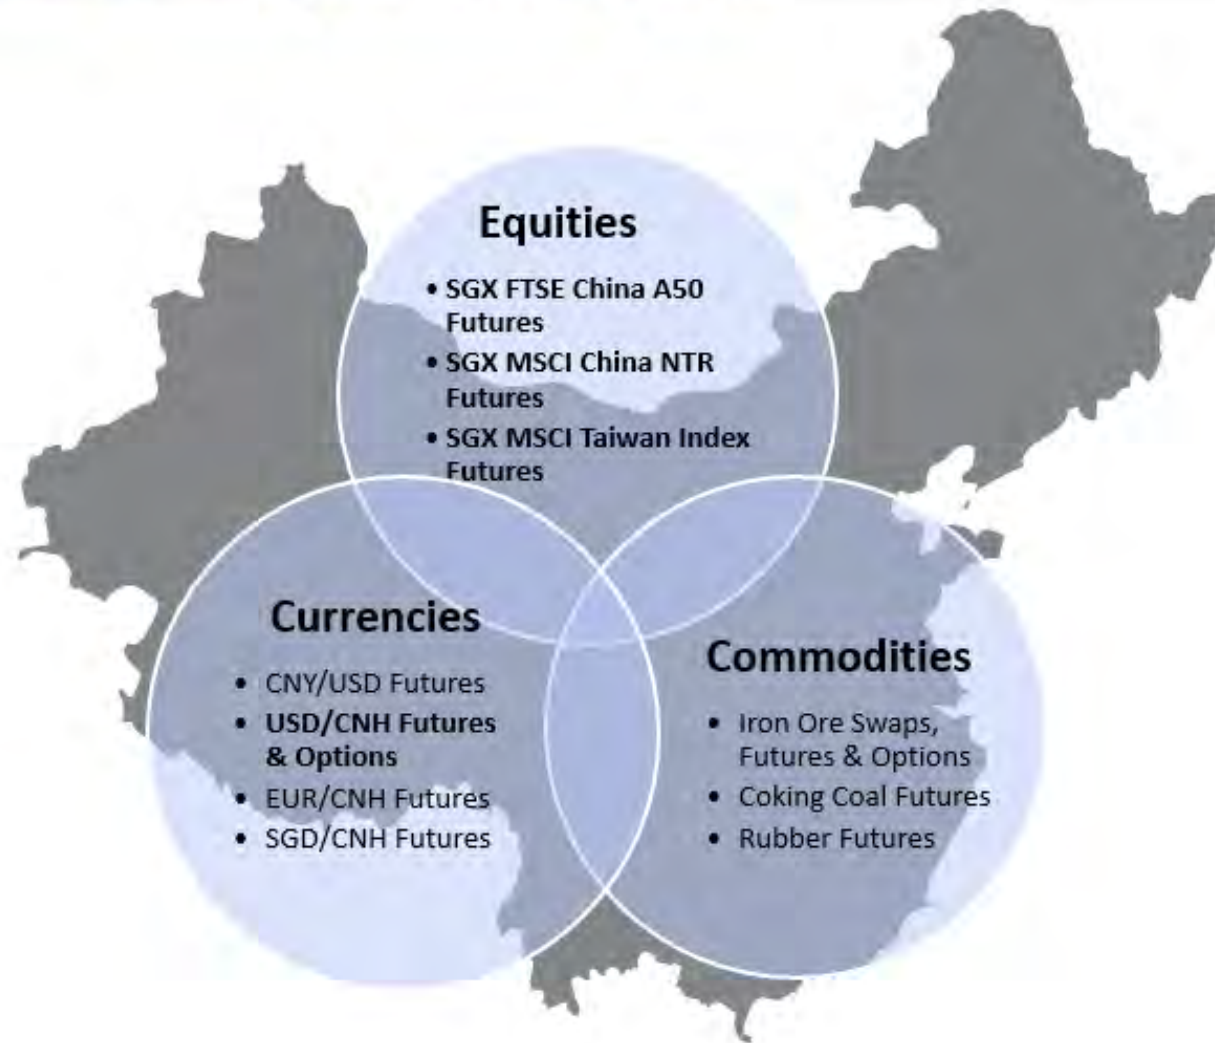 Equities
• SGX FTSE China A50
Futures
• SGX MSCI China NTR
Futures
• SGX MSCI Taiwan Index
Futures
Currencies
• CNY/USD Futures
• USD/CNH Futures
& Options
• EUR/CNH Futures
• SGD/CNH Futures
Commodities
• Iron Ore Swaps,
Futures & Options
• Coking Coal Futures
• Rubber Futures